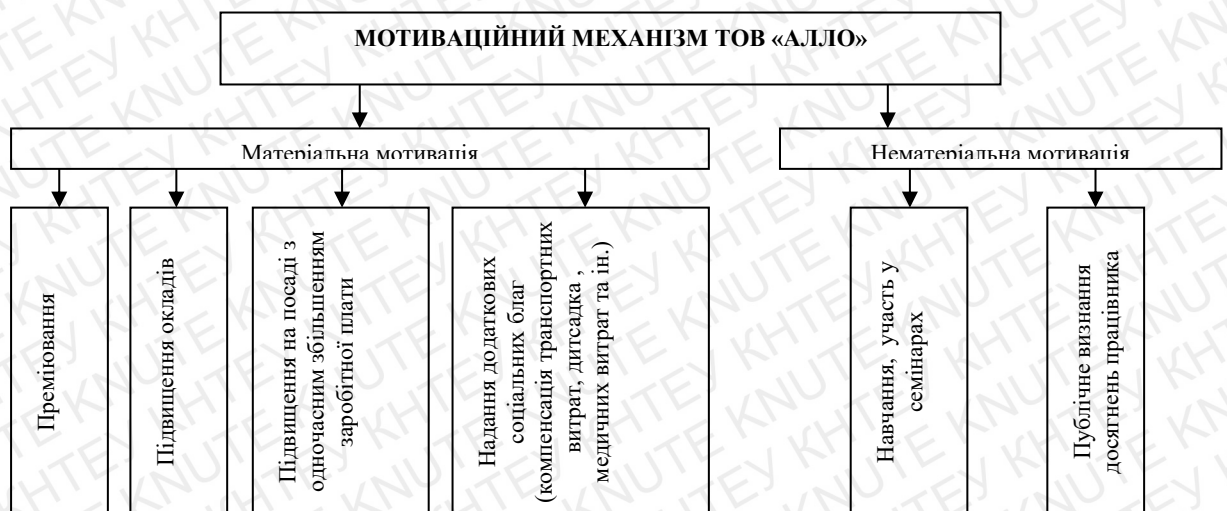 МОТИВАЦІЙНИЙ МЕХАНІЗМ ТОВ «АЛЛО»
Матеріальна мотивація
Нематеріальна мотивація
Преміювання
Підвищення окладів
Підвищення на посаді з
одночасним збільшенням
заробітної плати
Надання додаткових
соціальних благ
(компенсація транспортних
витрат, дитсадка ,
медичних витрат та ін.)
Навчання, участь у
семінарах
Публічне визнання
досягнень працівника